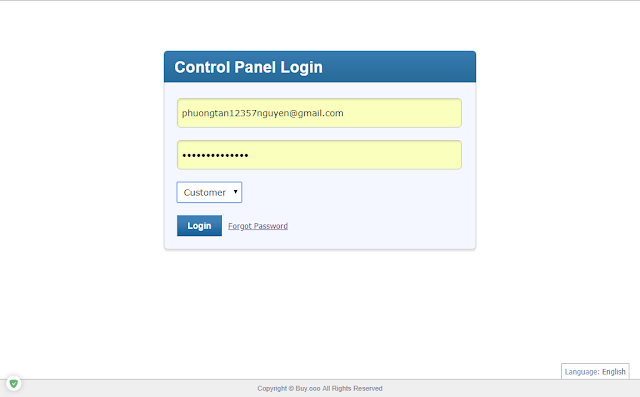 Control Panel Login
phuongtan12357nguyen@gmail.com
••••••••••••••
Customer
Login Forgot Password
Language: English
Copyright © Buy.ooo All Rights Reserved